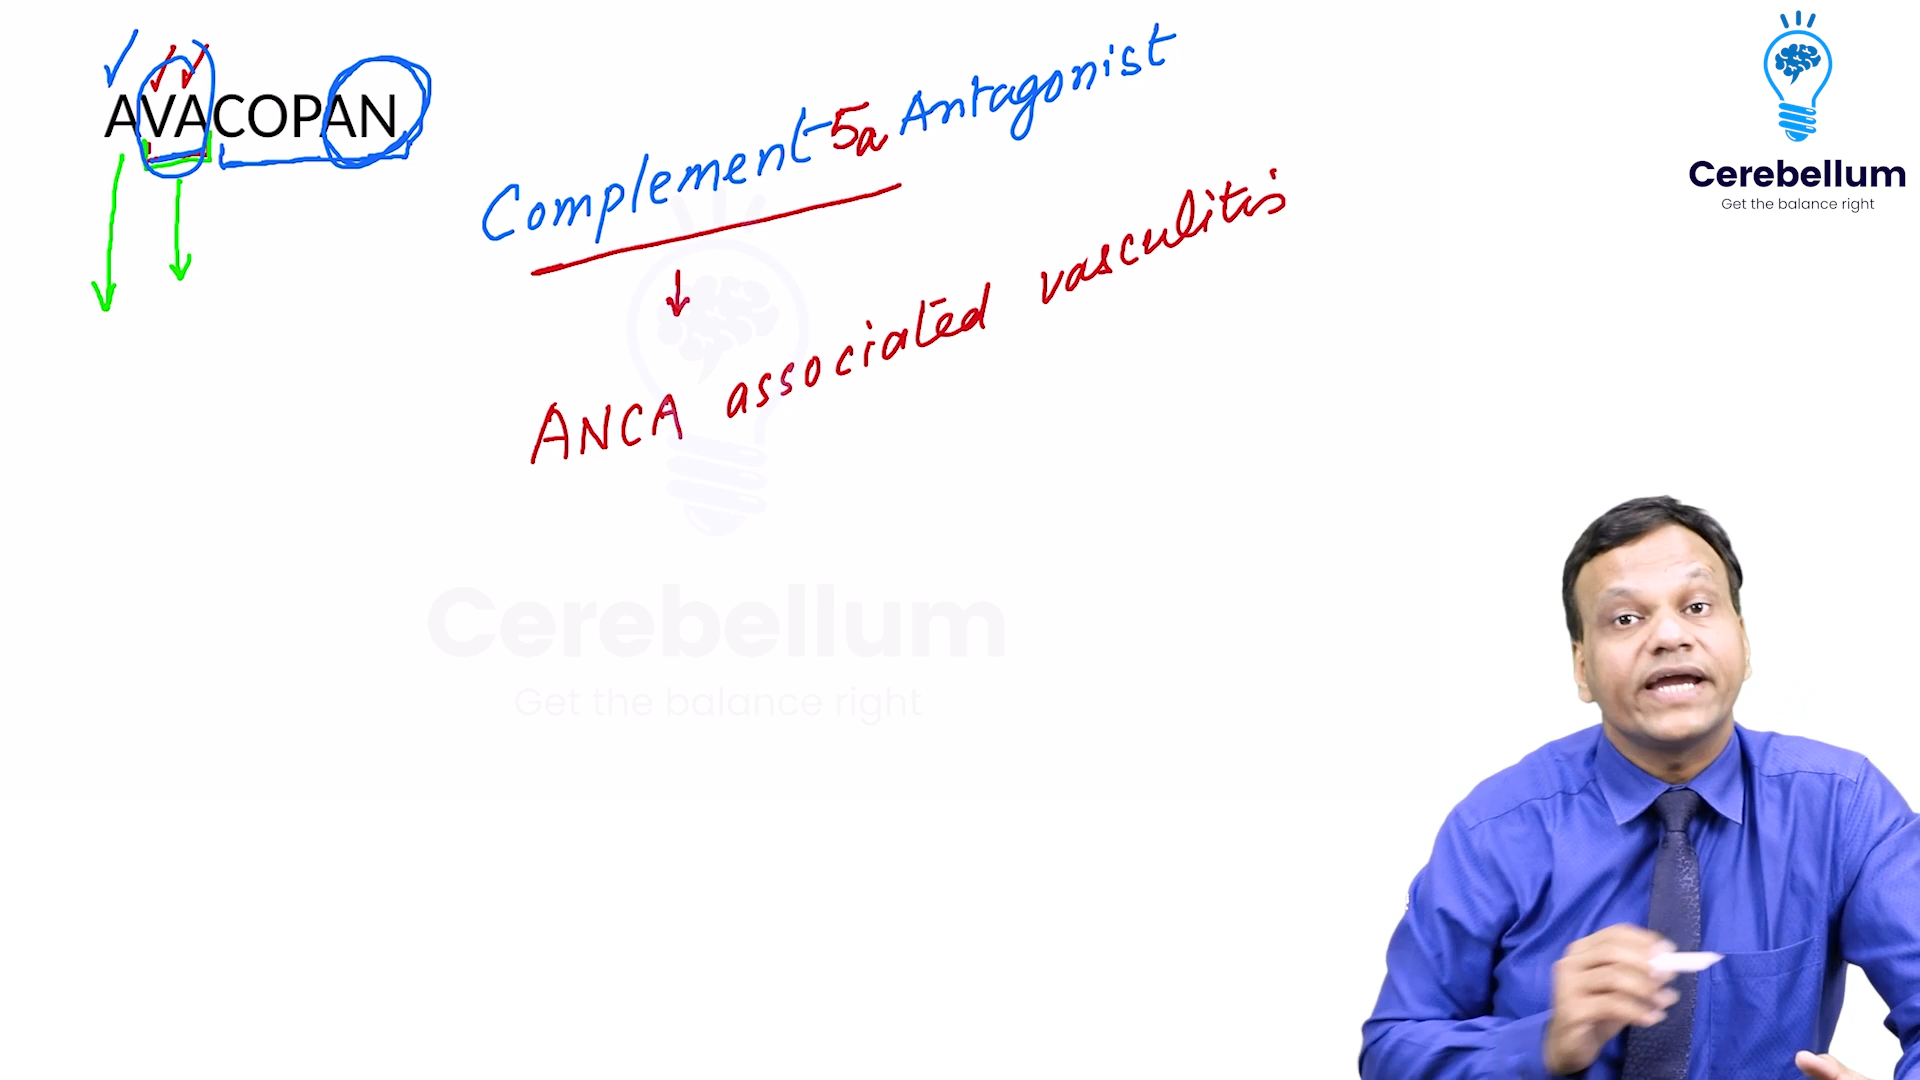 AVACOPAN
Complement-5a Antagonist
ANCA associated vasculitis
Cerebellum
Get the balance right
Cerebellum
Get the balance right